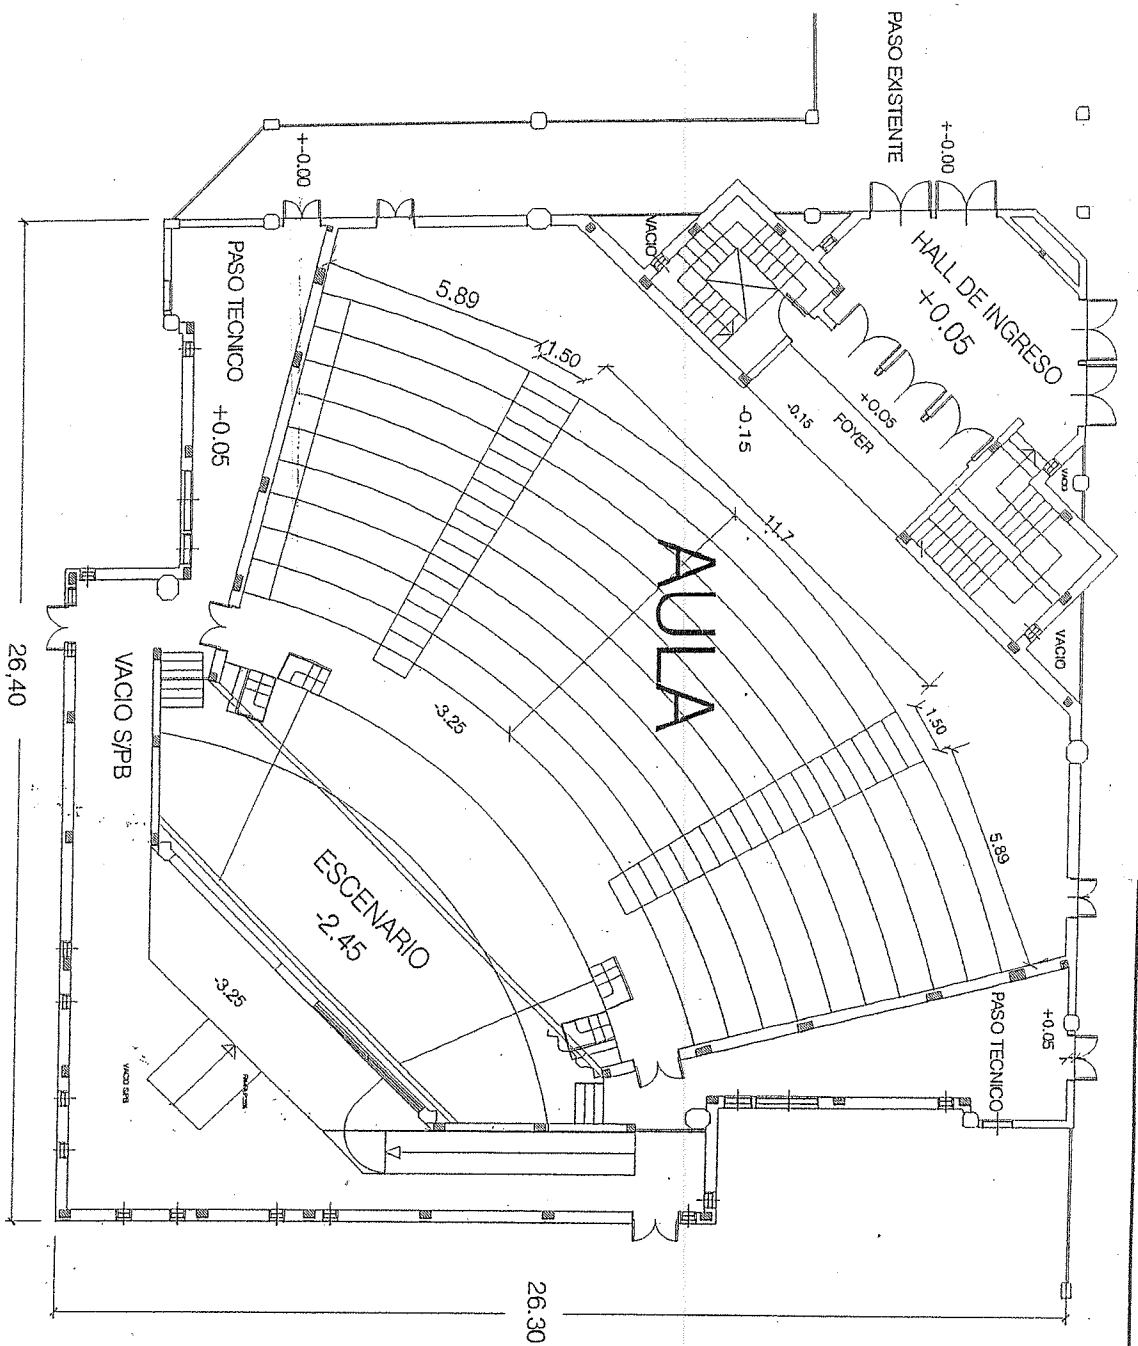 PASO EXISTENTE
+-0.00
+-0.00
HALL DE INGRESO
+0.05
VACIO
PASO TECNICO
+0.05
5.89
1.50
-0.15
-0.15
FOYER
+0.05
VACIO
11.7
AULA
VACIO
26,40
VACIO S/PB
-3.25
1.50
5.89
ESCENARIO
-2.45
-3.25
PASO TECNICO
+0.05
VACIO S/PB
26.30